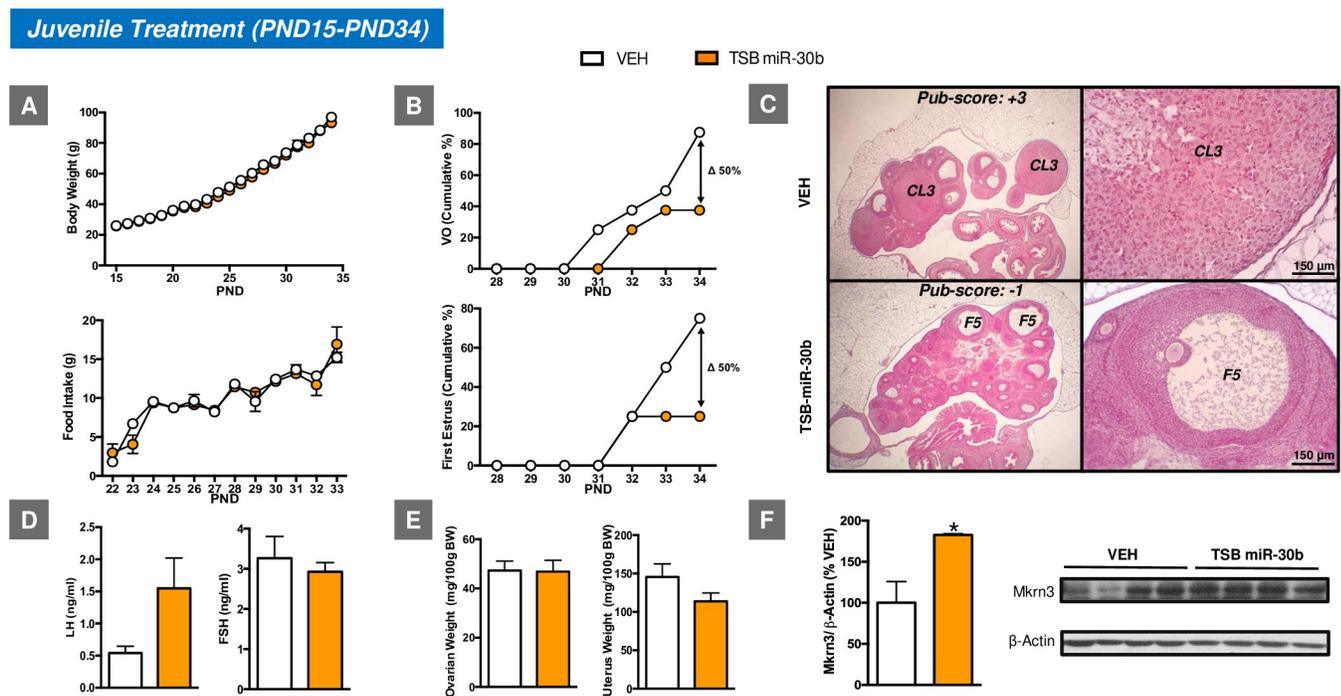 Juvenile Treatment (PND15-PND34)
VEH TSB miR-30b
A
Body Weight (g)
100
80
60
40
20
0
15 20 25 30 35
PND
Food Intake (g)
20
15
10
5
0
22 23 24 25 26 27 28 29 30 31 32 33
PND
B
VO (Cumulative %)
100
80
60
40
20
0
28 29 30 31 32 33 34
PND
Δ 50%
First Estrus (Cumulative %)
80
60
40
20
0
28 29 30 31 32 33 34
PND
Δ 50%
C
VEH
Pub-score: +3
CL3
CL3
CL3
150 µm
TSB-miR-30b
Pub-score: -1
F5 F5
F5
150 µm
D
LH (ng/ml)
2.5
2.0
1.5
1.0
0.5
0.0
FSH (ng/ml)
4
3
2
1
0
E
Ovarian Weight (mg/100g BW)
60
40
20
0
Uterus Weight (mg/100g BW)
200
150
100
50
0
F
Mkrn3/ β-Actin (% VEH)
200
150
100
50
0
*
VEH TSB miR-30b
Mkrn3
β-Actin